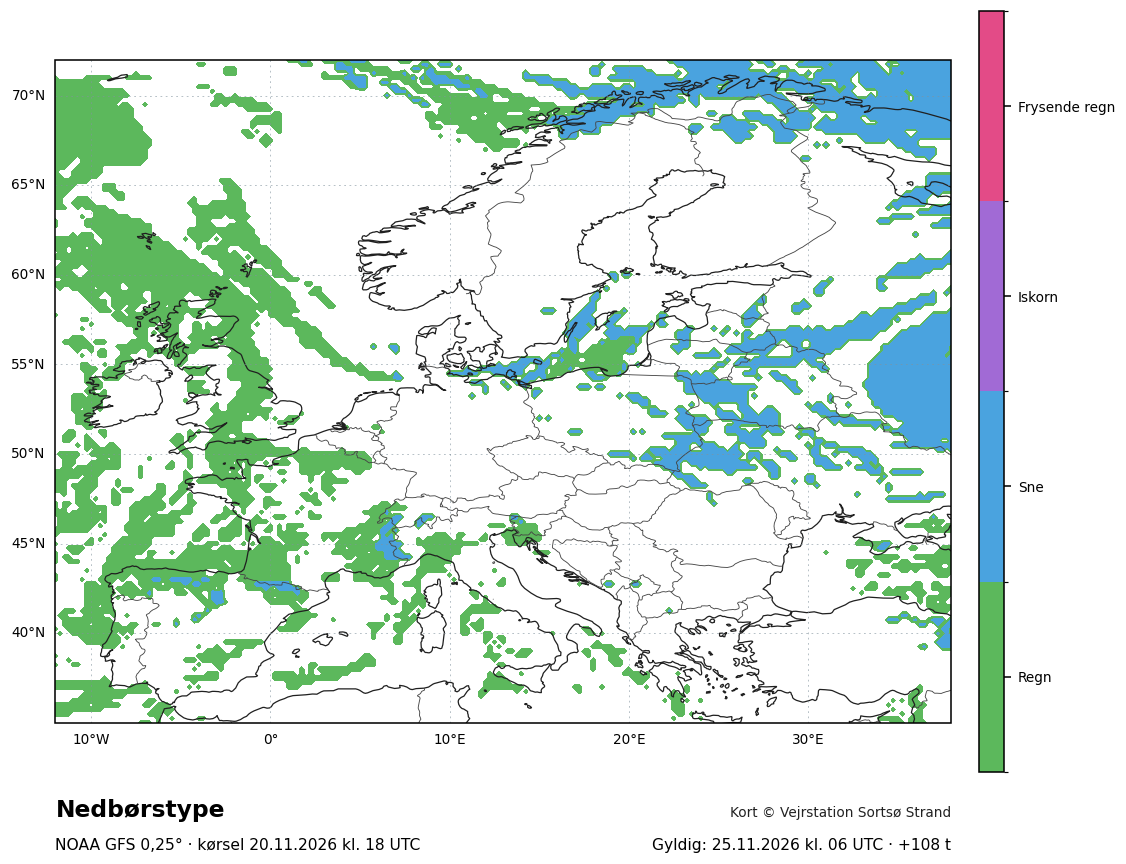 70°N
65°N
60°N
55°N
50°N
45°N
40°N
10°W
0°
10°E
20°E
30°E
Frysende regn
Iskorn
Sne
Regn
Nedbørstype
Kort © Vejrstation Sortsø Strand
NOAA GFS 0,25° · kørsel 20.11.2026 kl. 18 UTC
Gyldig: 25.11.2026 kl. 06 UTC · +108 t